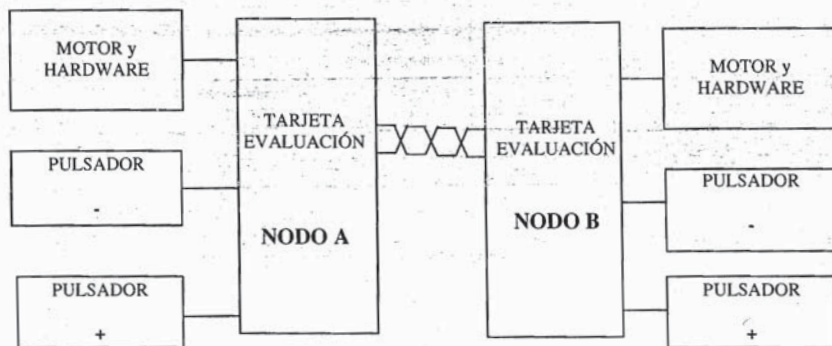 MOTOR y
HARDWARE
PULSADOR
-
PULSADOR
+
TARJETA
EVALUACIÓN
NODO A
TARJETA
EVALUACIÓN
NODO B
MOTOR y
HARDWARE
PULSADOR
-
PULSADOR
+